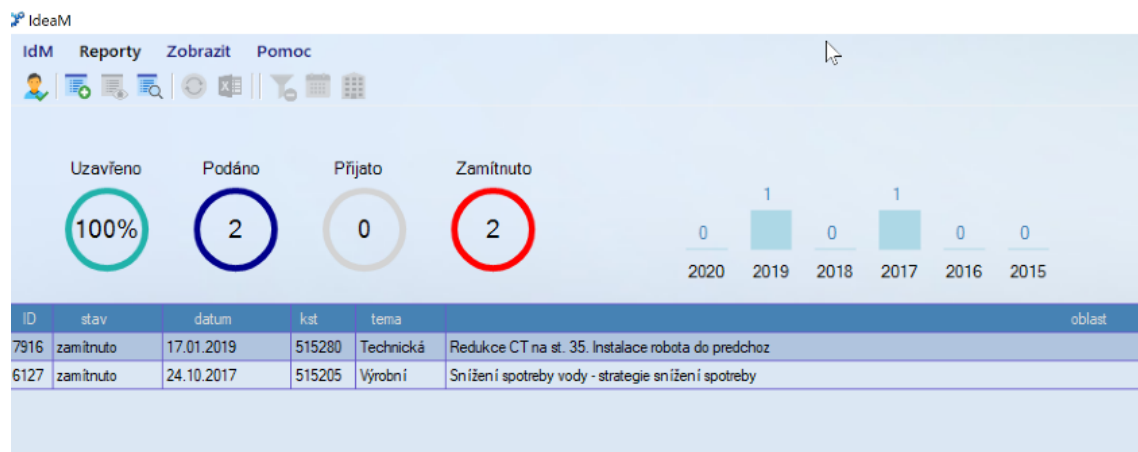 IdeaM
IdM Reporty Zobrazit Pomoc
Uzavřeno Podáno Přijato Zamítnuto
1 1
100% 2 0 2
0 0 0 0
2020 2019 2018 2017 2016 2015
ID stav datum kst tema oblast
7916 zamítnuto 17.01.2019 515280 Technická Redukce CT na st. 35. Instalace robota do predchoz
6127 zamítnuto 24.10.2017 515205 Výrobní Snížení spotreby vody - strategie snížení spotreby